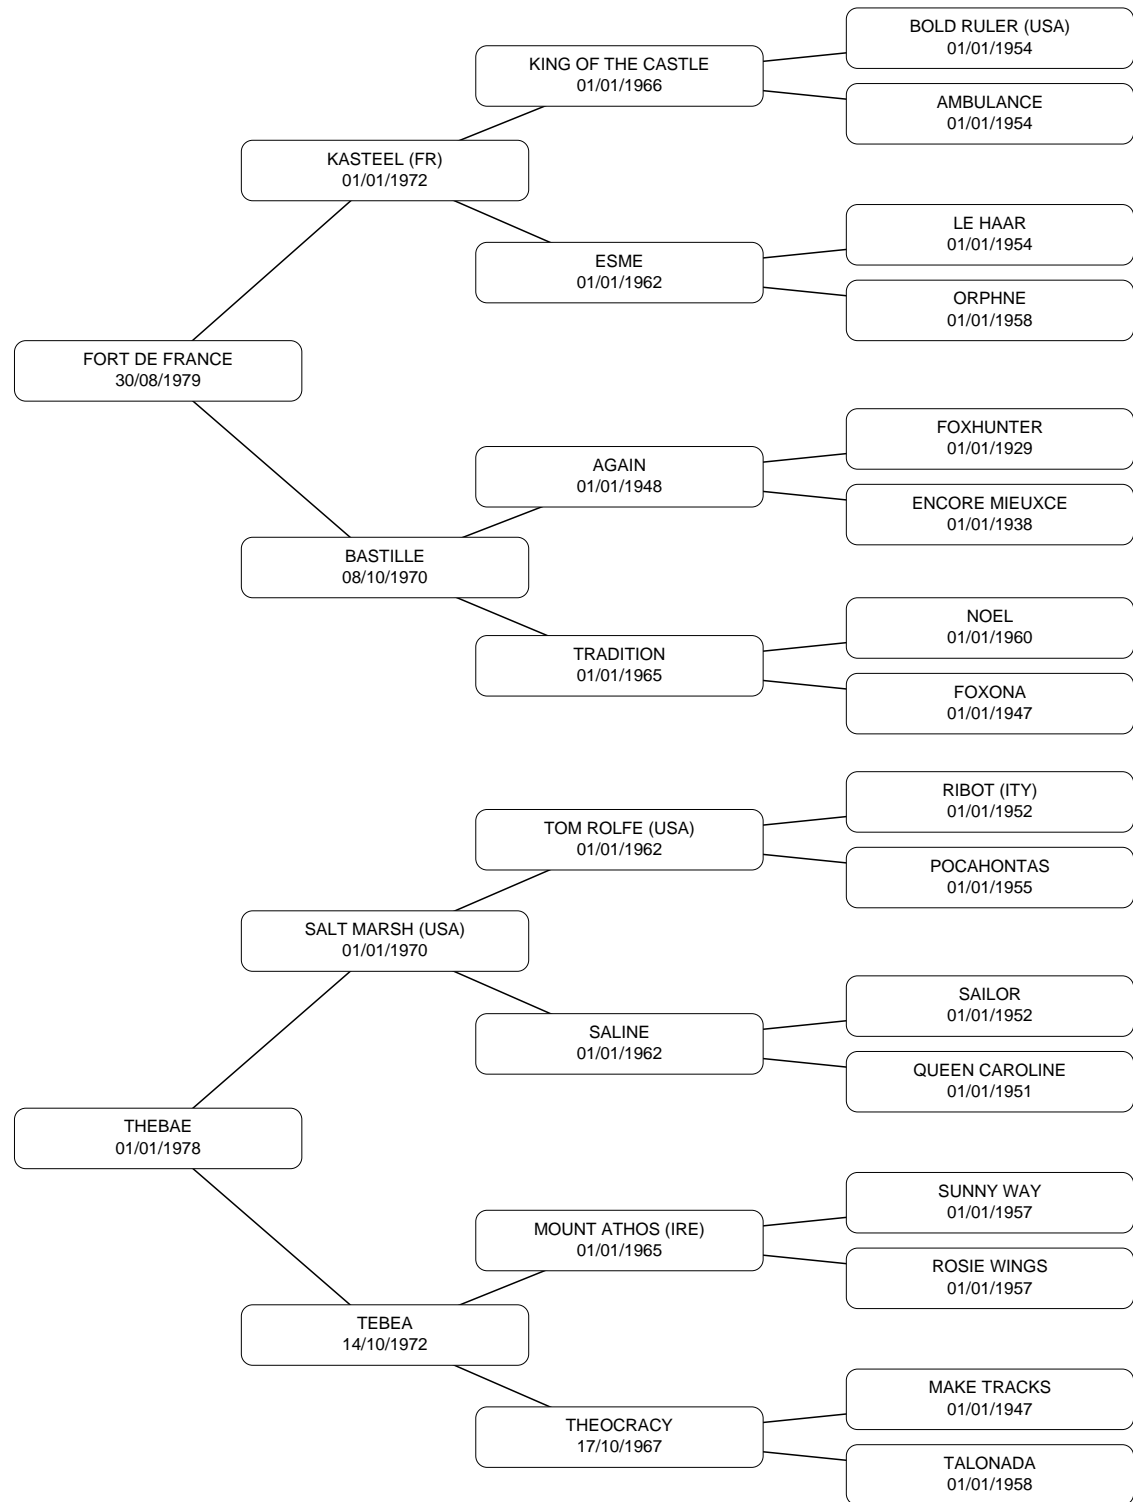 BOLD RULER (USA)
01/01/1954
KING OF THE CASTLE
01/01/1966
AMBULANCE
01/01/1954
KASTEEL (FR)
01/01/1972
LE HAAR
01/01/1954
ESME
01/01/1962
ORPHNE
01/01/1958
FORT DE FRANCE
30/08/1979
FOXHUNTER
01/01/1929
AGAIN
01/01/1948
ENCORE MIEUXCE
01/01/1938
BASTILLE
08/10/1970
NOEL
01/01/1960
TRADITION
01/01/1965
FOXONA
01/01/1947
RIBOT (ITY)
01/01/1952
TOM ROLFE (USA)
01/01/1962
POCAHONTAS
01/01/1955
SALT MARSH (USA)
01/01/1970
SAILOR
01/01/1952
SALINE
01/01/1962
QUEEN CAROLINE
01/01/1951
THEBAE
01/01/1978
SUNNY WAY
01/01/1957
MOUNT ATHOS (IRE)
01/01/1965
ROSIE WINGS
01/01/1957
TEBEA
14/10/1972
MAKE TRACKS
01/01/1947
THEOCRACY
17/10/1967
TALONADA
01/01/1958